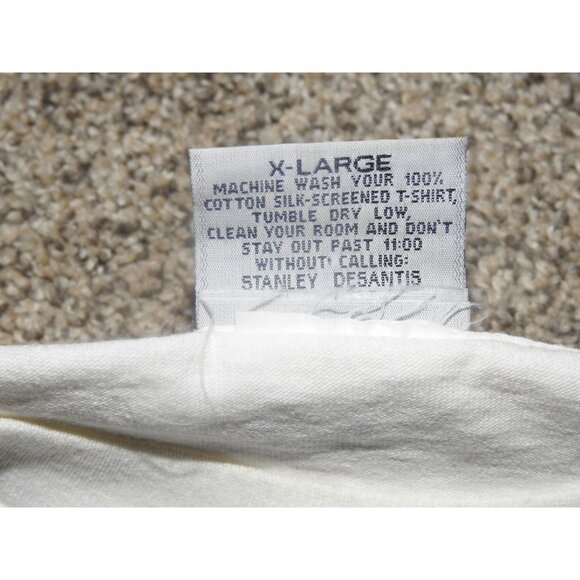 X-LARGE
MACHINE WASH YOUR 100%
COTTON SILK-SCREENED T-SHIRT,
TUMBLE DRY LOW,
CLEAN YOUR ROOM AND DON'T
STAY OUT PAST 11:00
WITHOUT CALLING:
STANLEY DESANTIS